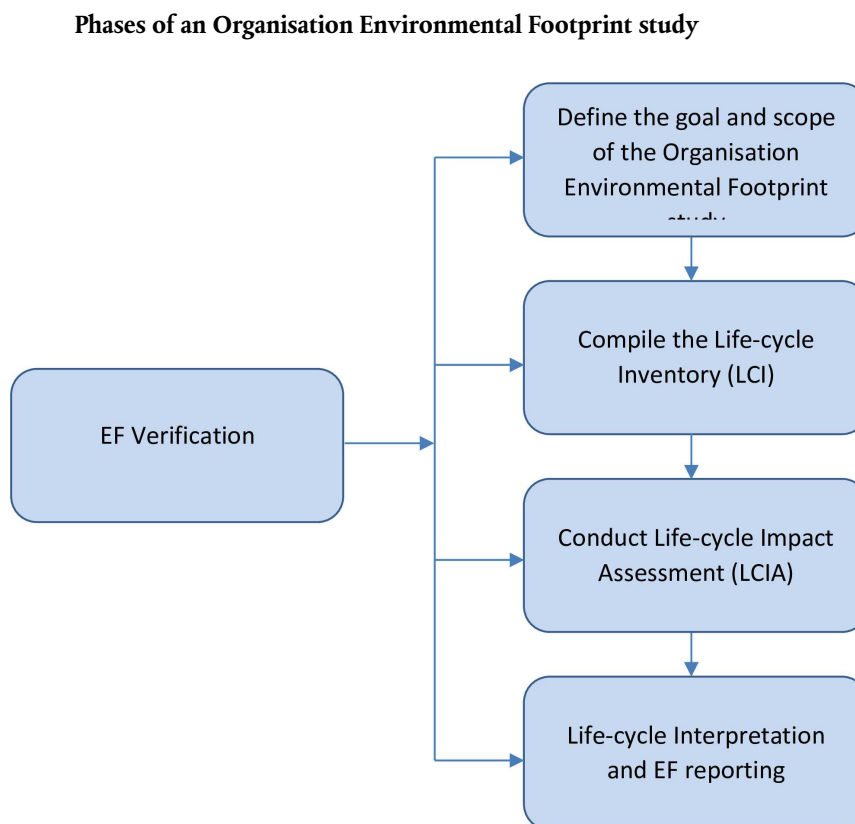 Phases of an Organisation Environmental Footprint study
Define the goal and scope
of the Organisation
Environmental Footprint
study
Compile the Life-cycle
Inventory (LCI)
EF Verification
Conduct Life-cycle Impact
Assessment (LCIA)
Life-cycle Interpretation
and EF reporting